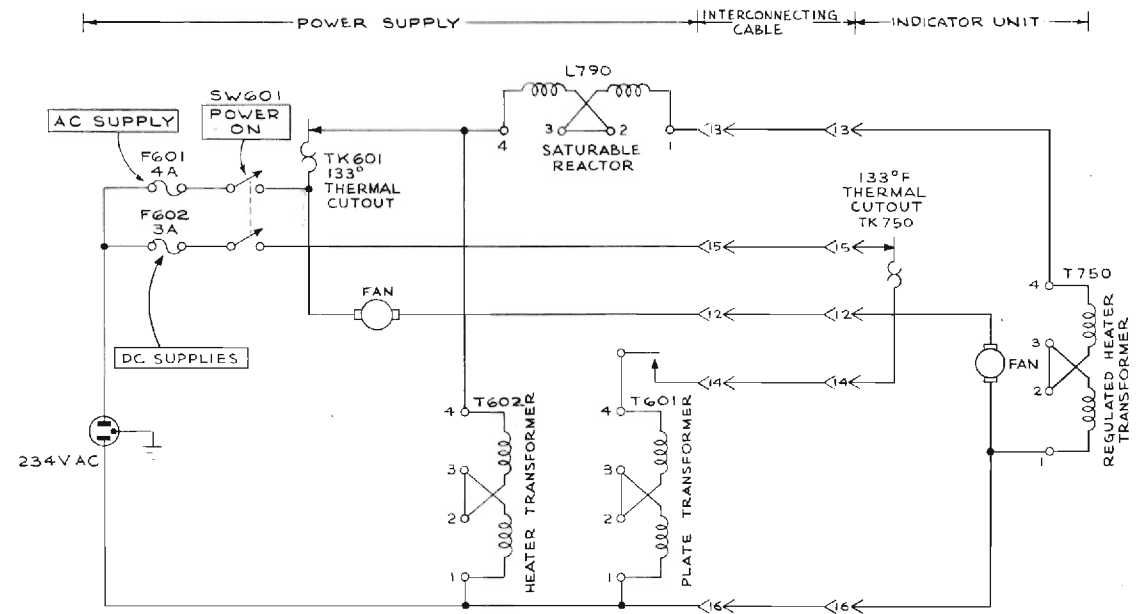 POWER SUPPLY
INTERCONNECTING
CABLE
INDICATOR UNIT
L790
SW601
POWER
ON
AC SUPPLY
3
2
4
1
SATURABLE
REACTOR
13
13
F601
4A
TK601
133°
THERMAL
CUTOUT
133°F
THERMAL
CUTOUT
TK750
F602
3A
15
15
T750
4
FAN
12
12
3
FAN
2
1
REGULATED HEATER
TRANSFORMER
DC SUPPLIES
14
14
T602
4
3
2
1
HEATER TRANSFORMER
T601
4
3
2
1
PLATE TRANSFORMER
234V AC
16
16